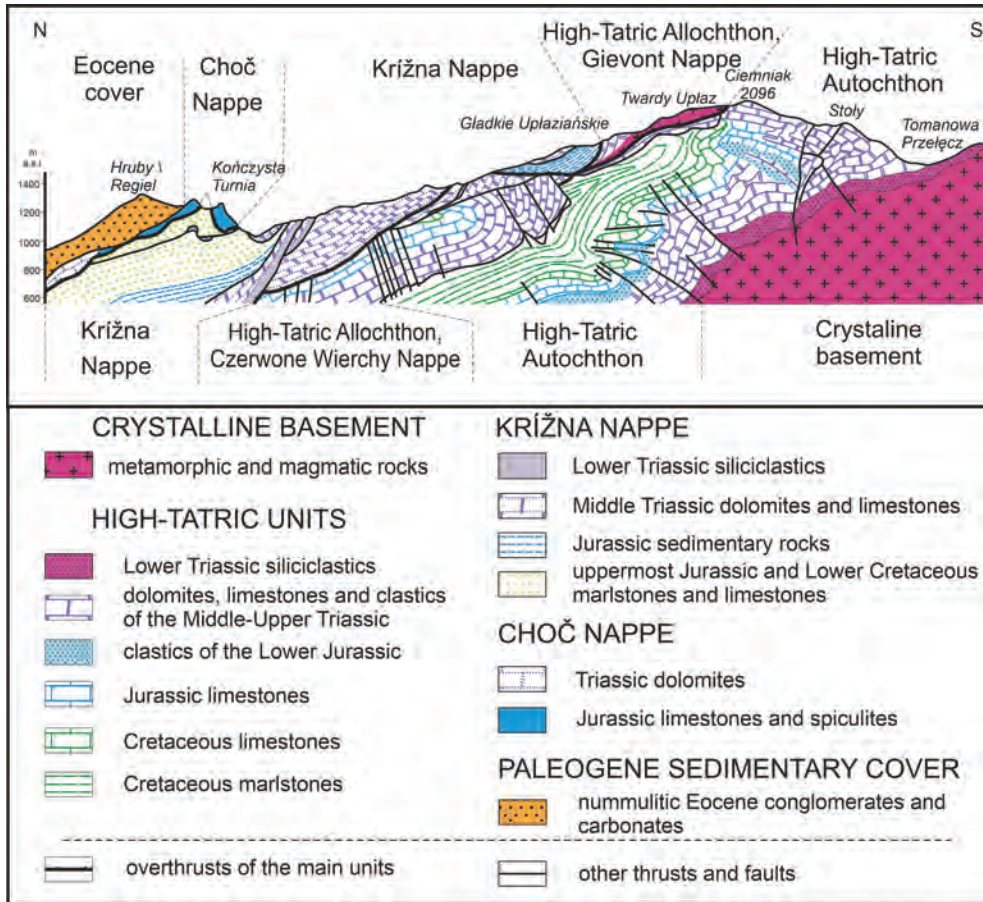 N
S
Eocene
cover
Choč
Nappe
Krížna Nappe
High-Tatric Allochthon,
Gievont Nappe
High-Tatric
Autochthon
Ciemniak
2096
Twardy Upłaz
Stoły
Gladkie Upłaziańskie
Tomanowa
Przełęcz
Hruby
Regiel
Kończysta
Turnia
m
a.s.l.
1400
1200
1000
800
600
Krížna
Nappe
High-Tatric Allochthon,
Czerwone Wierchy Nappe
High-Tatric
Autochthon
Crystaline
basement
CRYSTALLINE BASEMENT
metamorphic and magmatic rocks
HIGH-TATRIC UNITS
Lower Triassic siliciclastics
dolomites, limestones and clastics
of the Middle-Upper Triassic
clastics of the Lower Jurassic
Jurassic limestones
Cretaceous limestones
Cretaceous marlstones
overthrusts of the main units
KRÍŽNA NAPPE
Lower Triassic siliciclastics
Middle Triassic dolomites and limestones
Jurassic sedimentary rocks
uppermost Jurassic and Lower Cretaceous
marlstones and limestones
CHOČ NAPPE
Triassic dolomites
Jurassic limestones and spiculites
PALEOGENE SEDIMENTARY COVER
nummulitic Eocene conglomerates and
carbonates
other thrusts and faults